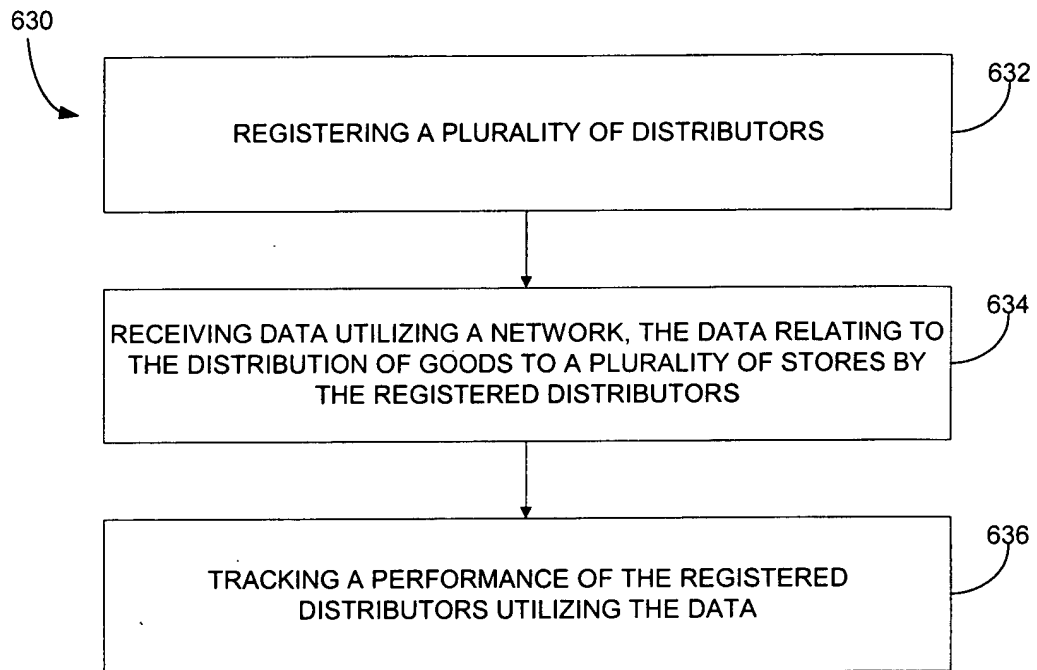 630
632
REGISTERING A PLURALITY OF DISTRIBUTORS
634
RECEIVING DATA UTILIZING A NETWORK, THE DATA RELATING TO
THE DISTRIBUTION OF GOODS TO A PLURALITY OF STORES BY
THE REGISTERED DISTRIBUTORS
636
TRACKING A PERFORMANCE OF THE REGISTERED
DISTRIBUTORS UTILIZING THE DATA